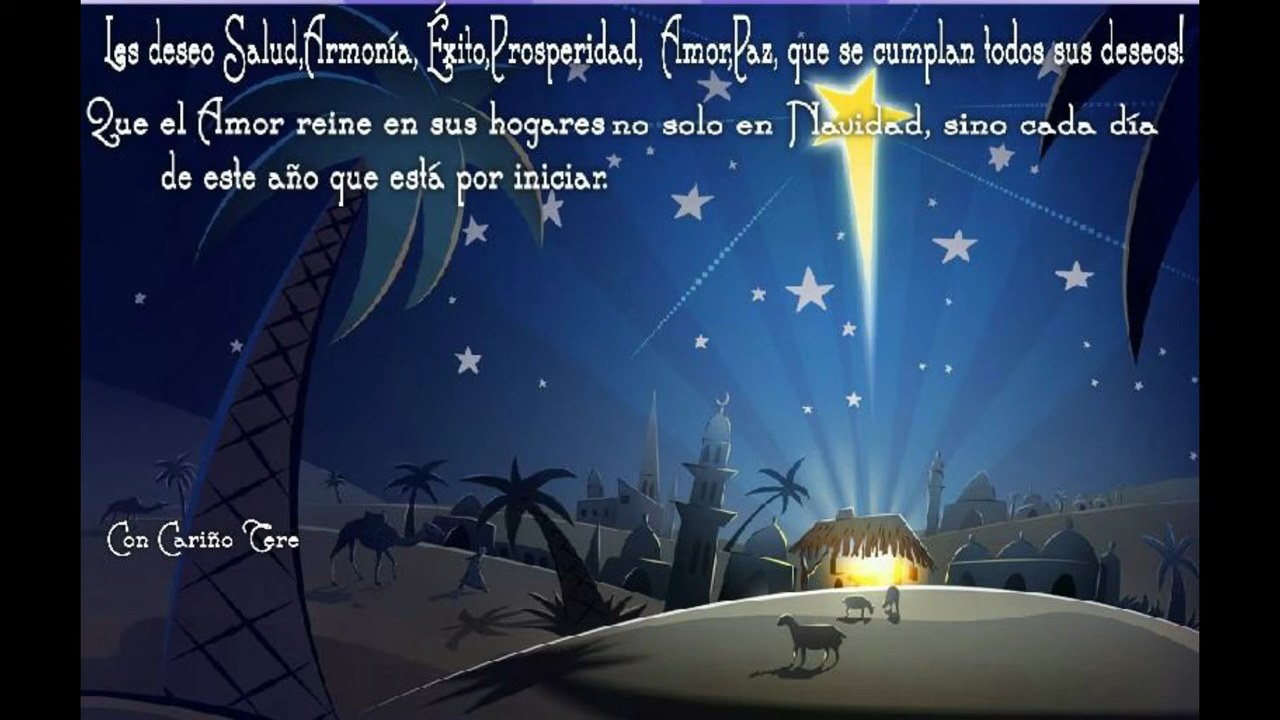 Les deseo Salud,Armonía, Éxito,Prosperidad, Amor,Paz, que se cumplan todos sus deseos!
Que el Amor reine en sus hogares no solo en Navidad, sino cada día
de este año que está por iniciar.
Con Cariño Tere